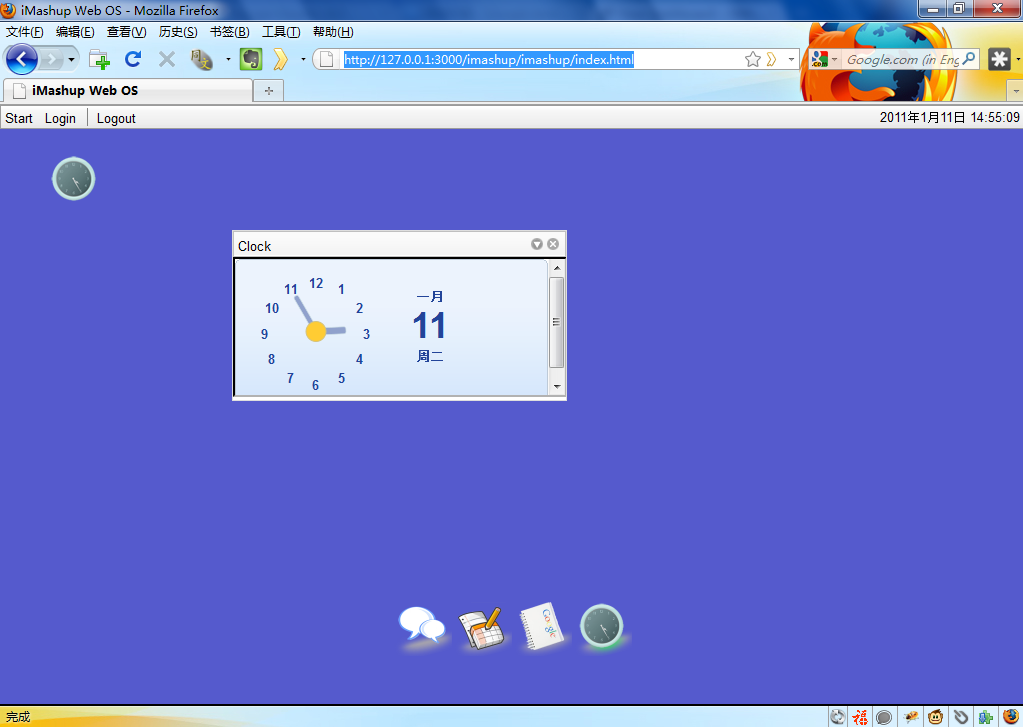 iMashup Web OS - Mozilla Firefox
文件(F) 编辑(E) 查看(V) 历史(S) 书签(B) 工具(T) 帮助(H)
http://127.0.0.1:3000/imashup/imashup/index.html
.com Google.com (in Eng
iMashup Web OS
Start Login Logout 2011年1月11日 14:55:09
Clock
12
11 1
10 2
9 3
8 4
7 5
6
一月
11
周二
Google
完成
福